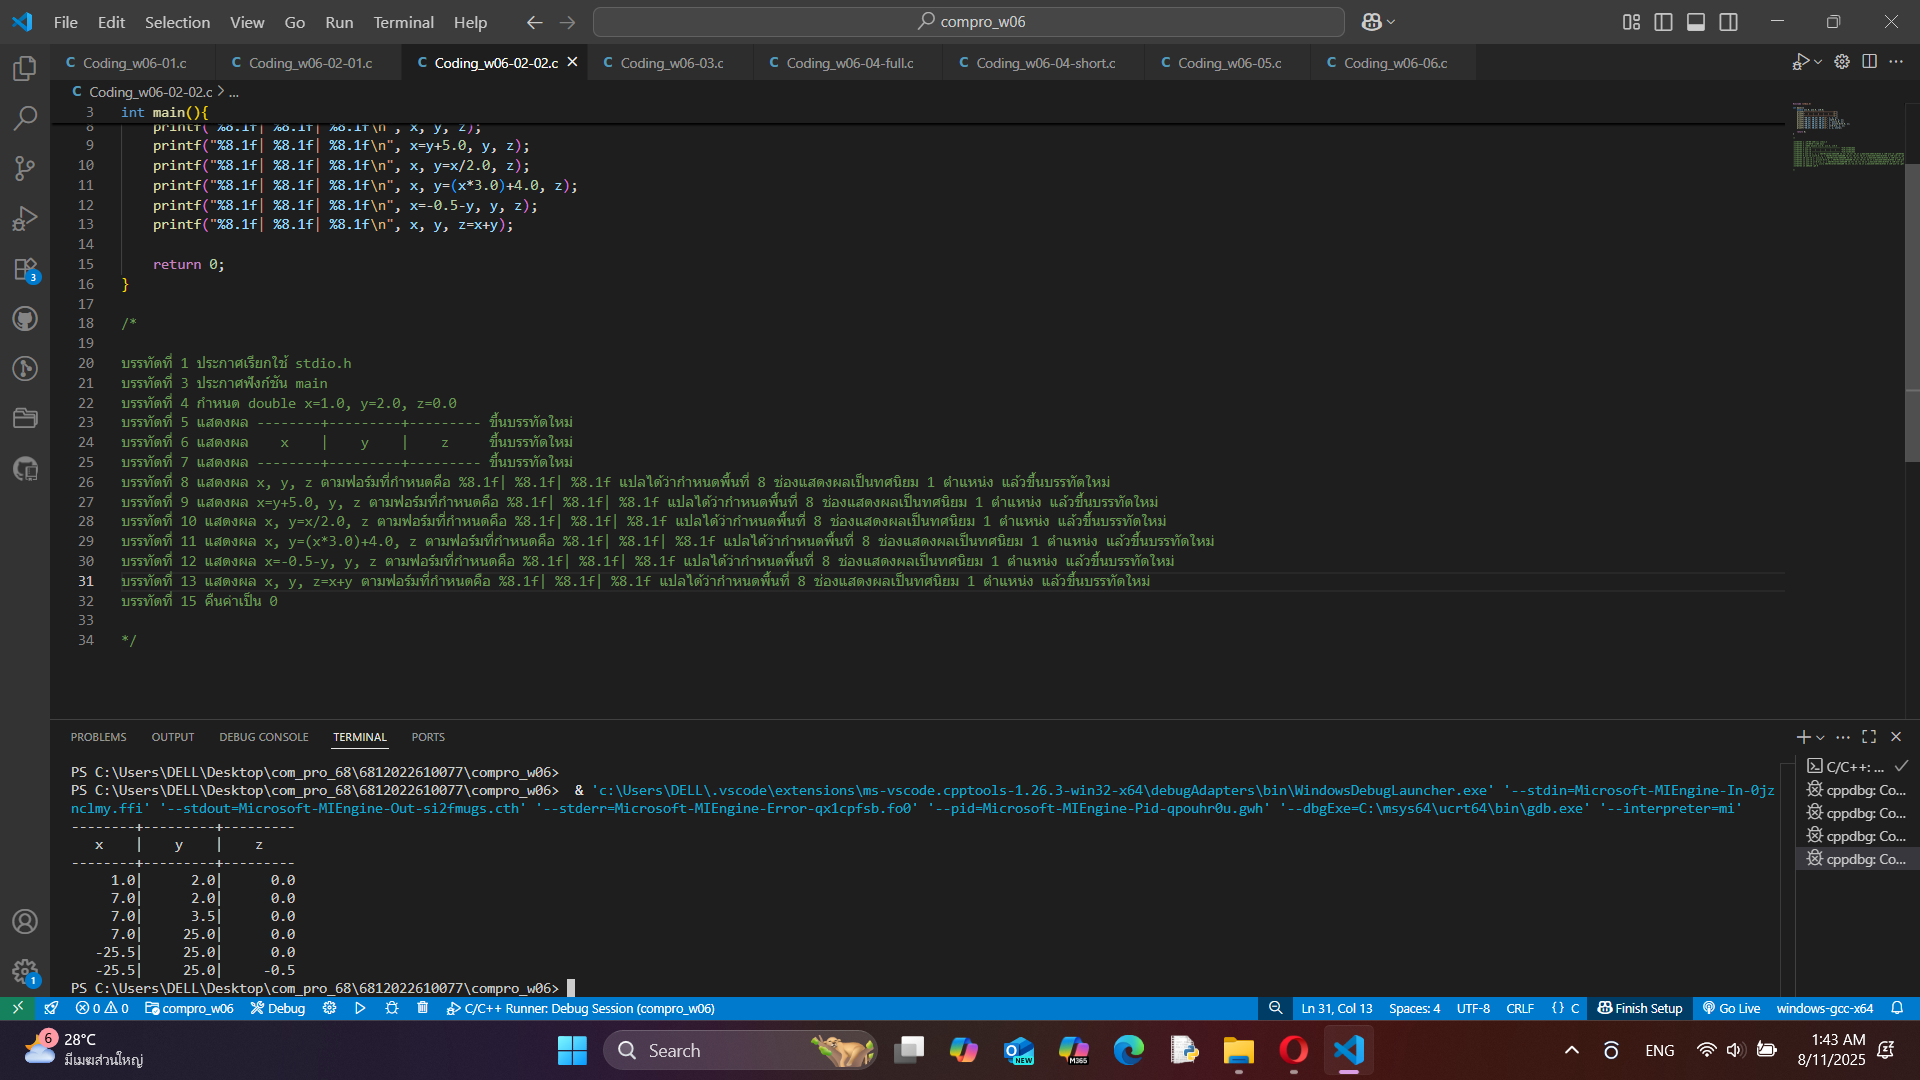 File Edit Selection View Go Run Terminal Help
compro_w06
C Coding_w06-01.c
C Coding_w06-02-01.c
C Coding_w06-02-02.c
C Coding_w06-03.c
C Coding_w06-04-full.c
C Coding_w06-04-short.c
C Coding_w06-05.c
C Coding_w06-06.c
C Coding_w06-02-02.c > ...
3 int main(){
8 printf("%8.1f| %8.1f| %8.1f\n", x, y, z);
9 printf("%8.1f| %8.1f| %8.1f\n", x=y+5.0, y, z);
10 printf("%8.1f| %8.1f| %8.1f\n", x, y=x/2.0, z);
11 printf("%8.1f| %8.1f| %8.1f\n", x, y=(x*3.0)+4.0, z);
12 printf("%8.1f| %8.1f| %8.1f\n", x=-0.5-y, y, z);
13 printf("%8.1f| %8.1f| %8.1f\n", x, y, z=x+y);
14
15 return 0;
16 }
17
18 /*
19
20 บรรทัดที่ 1 ประกาศเรียกใช้ stdio.h
21 บรรทัดที่ 3 ประกาศฟังก์ชัน main
22 บรรทัดที่ 4 กำหนด double x=1.0, y=2.0, z=0.0
23 บรรทัดที่ 5 แสดงผล --------+---------+--------- ขึ้นบรรทัดใหม่
24 บรรทัดที่ 6 แสดงผล    x    |    y    |    z     ขึ้นบรรทัดใหม่
25 บรรทัดที่ 7 แสดงผล --------+---------+--------- ขึ้นบรรทัดใหม่
26 บรรทัดที่ 8 แสดงผล x, y, z ตามฟอร์มที่กำหนดคือ %8.1f| %8.1f| %8.1f แปลได้ว่ากำหนดพื้นที่ 8 ช่องแสดงผลเป็นทศนิยม 1 ตำแหน่ง แล้วขึ้นบรรทัดใหม่
27 บรรทัดที่ 9 แสดงผล x=y+5.0, y, z ตามฟอร์มที่กำหนดคือ %8.1f| %8.1f| %8.1f แปลได้ว่ากำหนดพื้นที่ 8 ช่องแสดงผลเป็นทศนิยม 1 ตำแหน่ง แล้วขึ้นบรรทัดใหม่
28 บรรทัดที่ 10 แสดงผล x, y=x/2.0, z ตามฟอร์มที่กำหนดคือ %8.1f| %8.1f| %8.1f แปลได้ว่ากำหนดพื้นที่ 8 ช่องแสดงผลเป็นทศนิยม 1 ตำแหน่ง แล้วขึ้นบรรทัดใหม่
29 บรรทัดที่ 11 แสดงผล x, y=(x*3.0)+4.0, z ตามฟอร์มที่กำหนดคือ %8.1f| %8.1f| %8.1f แปลได้ว่ากำหนดพื้นที่ 8 ช่องแสดงผลเป็นทศนิยม 1 ตำแหน่ง แล้วขึ้นบรรทัดใหม่
30 บรรทัดที่ 12 แสดงผล x=-0.5-y, y, z ตามฟอร์มที่กำหนดคือ %8.1f| %8.1f| %8.1f แปลได้ว่ากำหนดพื้นที่ 8 ช่องแสดงผลเป็นทศนิยม 1 ตำแหน่ง แล้วขึ้นบรรทัดใหม่
31 บรรทัดที่ 13 แสดงผล x, y, z=x+y ตามฟอร์มที่กำหนดคือ %8.1f| %8.1f| %8.1f แปลได้ว่ากำหนดพื้นที่ 8 ช่องแสดงผลเป็นทศนิยม 1 ตำแหน่ง แล้วขึ้นบรรทัดใหม่
32 บรรทัดที่ 15 คืนค่าเป็น 0
33
34 */
3
1
PROBLEMS OUTPUT DEBUG CONSOLE TERMINAL PORTS
PS C:\Users\DELL\Desktop\com_pro_68\6812022610077\compro_w06>
PS C:\Users\DELL\Desktop\com_pro_68\6812022610077\compro_w06>  & 'c:\Users\DELL\.vscode\extensions\ms-vscode.cpptools-1.26.3-win32-x64\debugAdapters\bin\WindowsDebugLauncher.exe' '--stdin=Microsoft-MIEngine-In-0jz
nclmy.ffi' '--stdout=Microsoft-MIEngine-Out-si2fmugs.cth' '--stderr=Microsoft-MIEngine-Error-qx1cpfsb.fo0' '--pid=Microsoft-MIEngine-Pid-qpouhr0u.gwh' '--dbgExe=C:\msys64\ucrt64\bin\gdb.exe' '--interpreter=mi'
--------+---------+---------
   x    |    y    |    z
--------+---------+---------
     1.0|      2.0|      0.0
     7.0|      2.0|      0.0
     7.0|      3.5|      0.0
     7.0|     25.0|      0.0
   -25.5|     25.0|      0.0
   -25.5|     25.0|     -0.5
PS C:\Users\DELL\Desktop\com_pro_68\6812022610077\compro_w06>
C/C++: ...
cppdbg: Co...
cppdbg: Co...
cppdbg: Co...
cppdbg: Co...
0 0 compro_w06 Debug C/C++ Runner: Debug Session (compro_w06) Ln 31, Col 13 Spaces: 4 UTF-8 CRLF {} C Finish Setup Go Live windows-gcc-x64
6 28°C
มีเมฆส่วนใหญ่
Search
NEW
M365
ENG
1:43 AM
8/11/2025